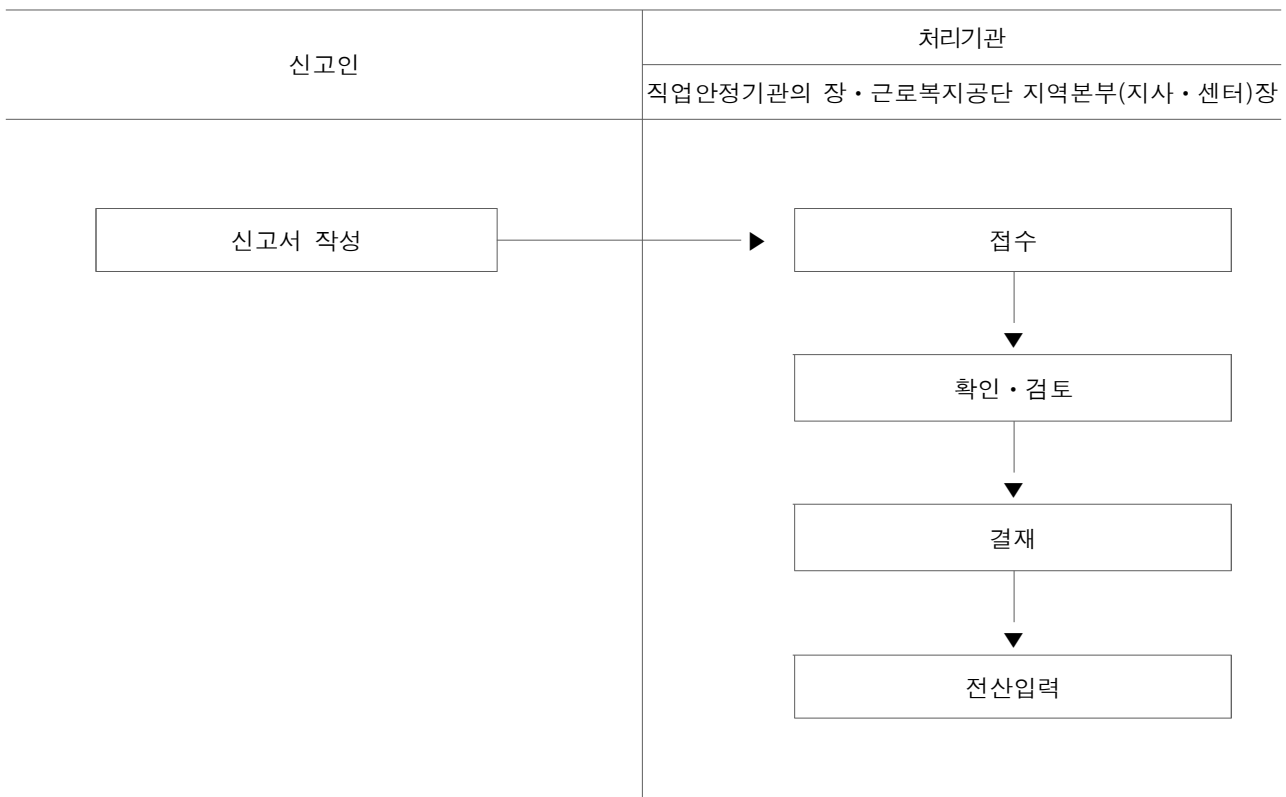 신고인
처리기관
직업안정기관의 장・근로복지공단 지역본부(지사・센터)장
신고서 작성
접수
확인・검토
결재
전산입력